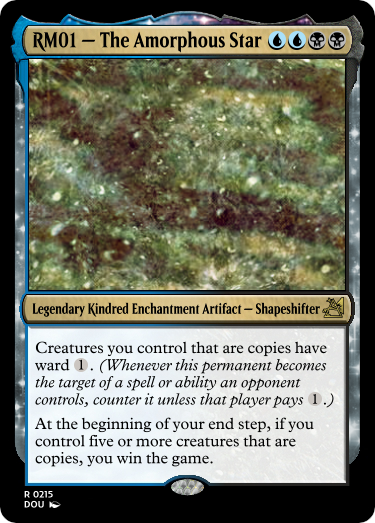 RM01 — The Amorphous Star
Legendary Kindred Enchantment Artifact — Shapeshifter
Creatures you control that are copies have
ward 1. (Whenever this permanent becomes
the target of a spell or ability an opponent
controls, counter it unless that player pays 1.)
At the beginning of your end step, if you
control five or more creatures that are
copies, you win the game.
R 0215
DOU